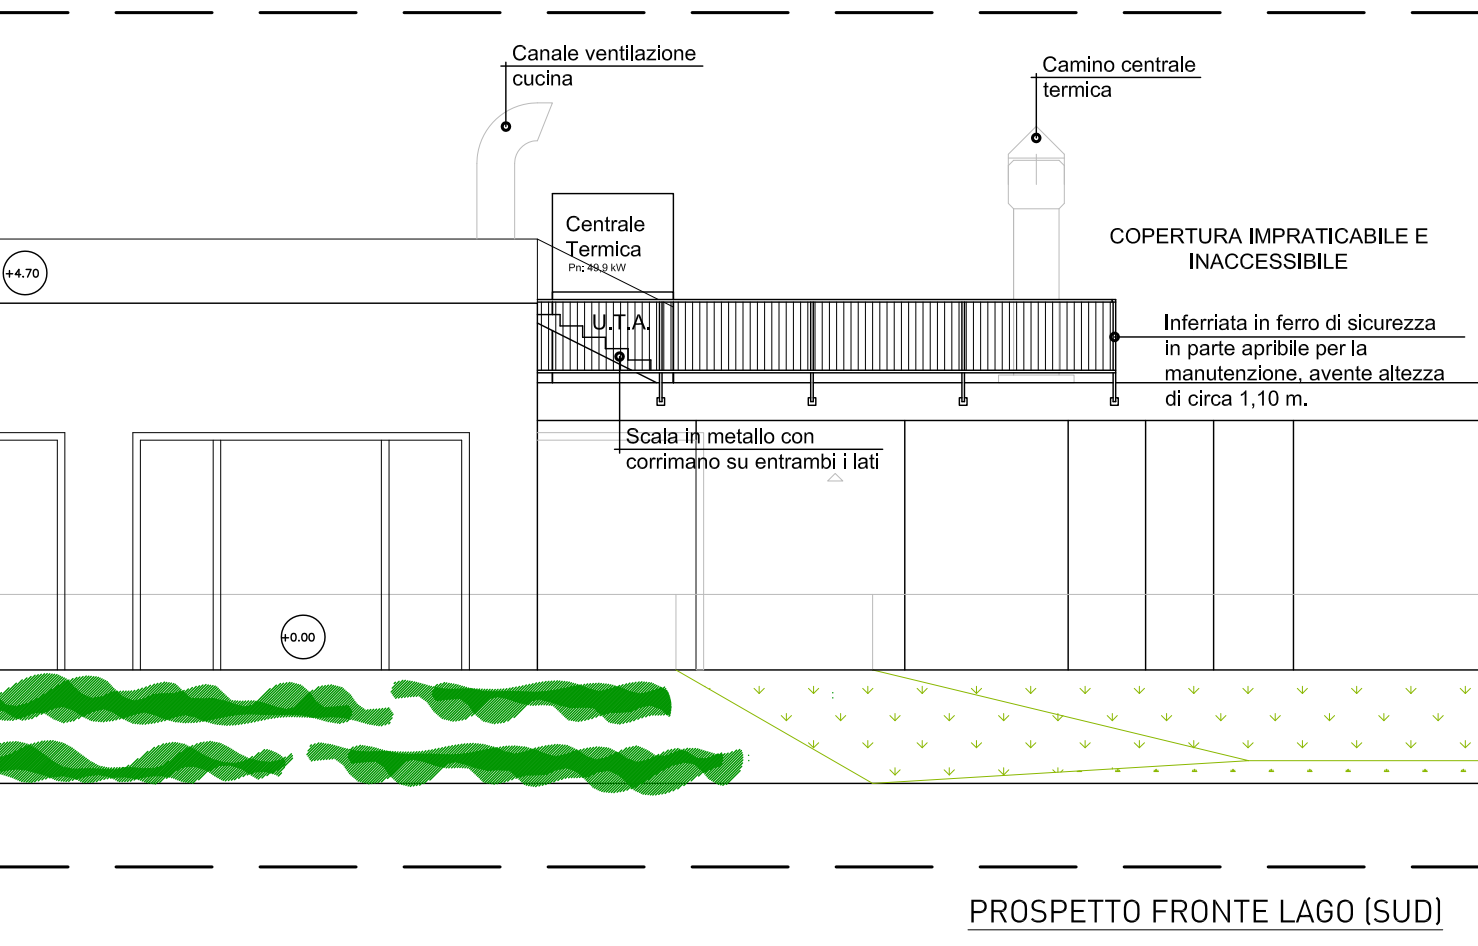 Canale ventilazione
cucina
Camino centrale
termica
Centrale
Termica
Pn: 49.9 kW
COPERTURA IMPRATICABILE E
INACCESSIBILE
+4.70
U.T.A.
Inferriata in ferro di sicurezza
in parte apribile per la
manutenzione, avente altezza
di circa 1,10 m.
Scala in metallo con
corrimano su entrambi i lati
+0.00
PROSPETTO FRONTE LAGO (SUD)